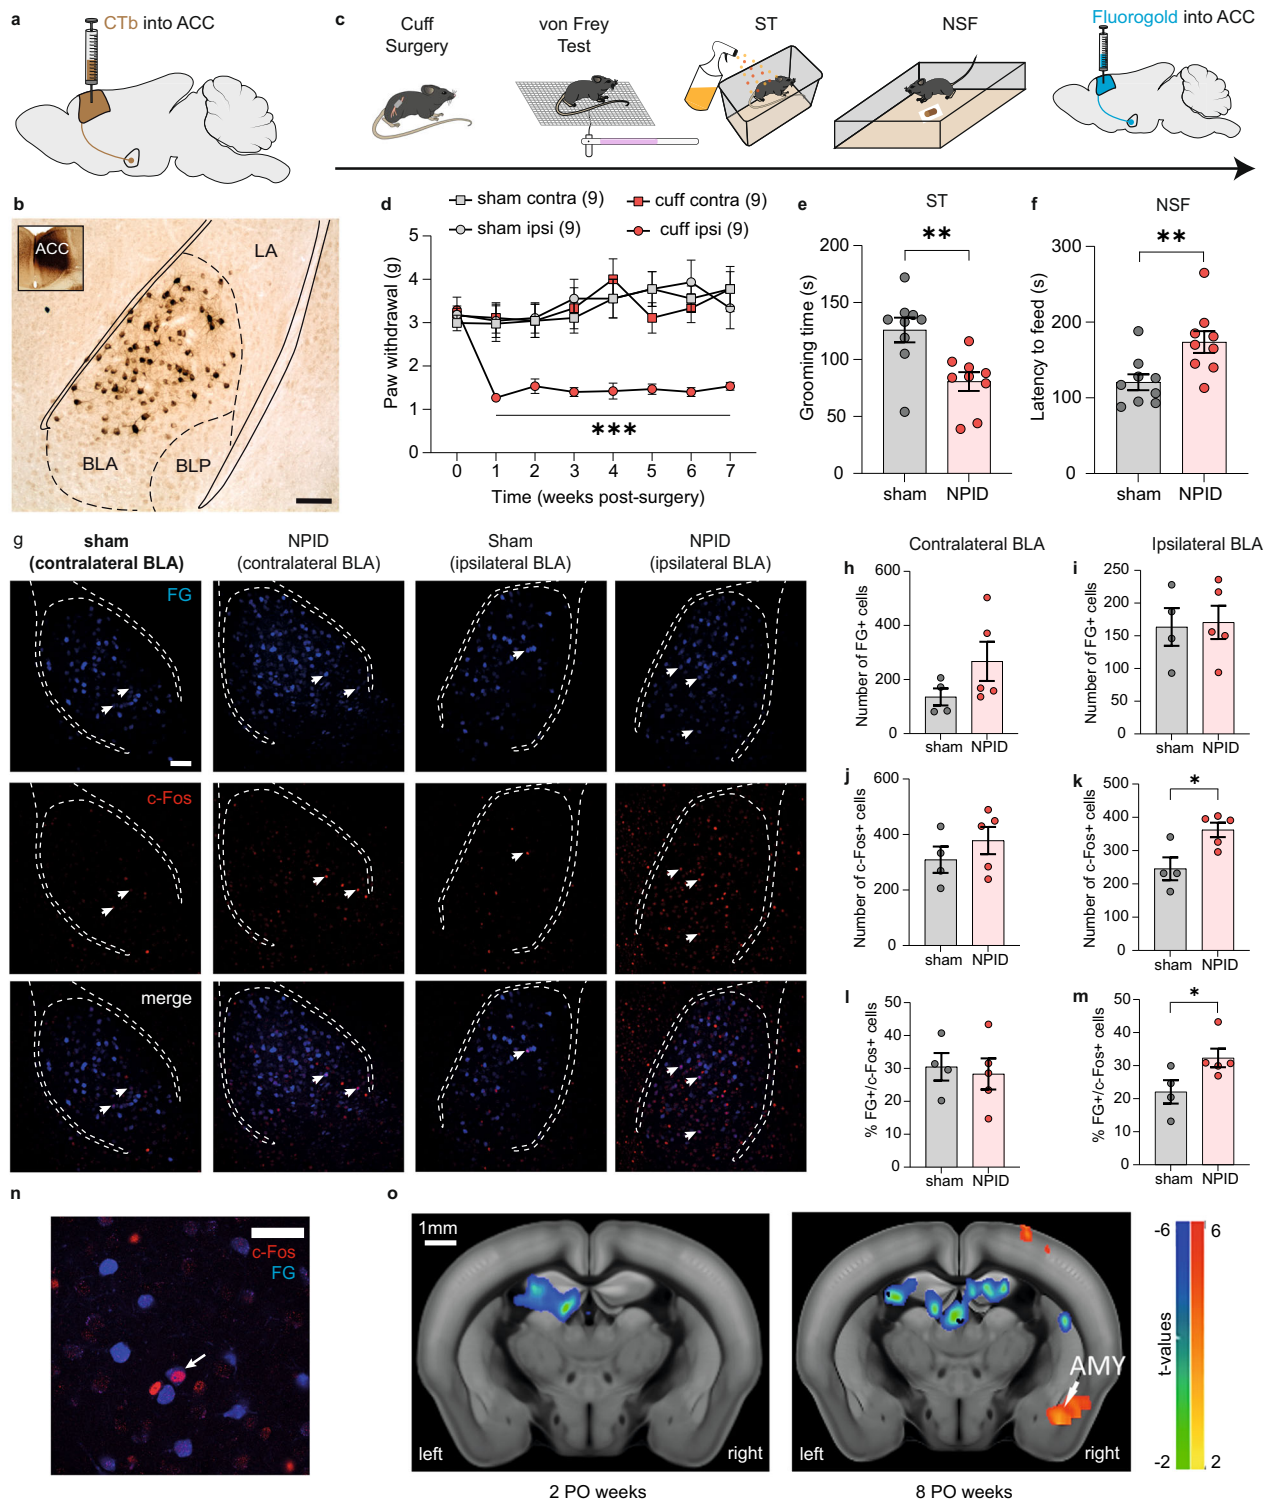 a
CTb into ACC
c
Cuff
Surgery
von Frey
Test
ST
NSF
Fluorogold into ACC
b
ACC
LA
BLA
BLP
d
sham contra (9)
cuff contra (9)
sham ipsi (9)
cuff ipsi (9)
Paw withdrawal (g)
5
4
3
2
1
0
***
0 1 2 3 4 5 6 7
Time (weeks post-surgery)
e
ST
**
Grooming time (s)
200
150
100
50
0
sham NPID
f
NSF
**
Latency to feed (s)
300
200
100
0
sham NPID
g
sham
(contralateral BLA)
NPID
(contralateral BLA)
Sham
(ipsilateral BLA)
NPID
(ipsilateral BLA)
FG
c-Fos
merge
Contralateral BLA
Ipsilateral BLA
h
Number of FG+ cells
600
400
200
0
sham NPID
i
Number of FG+ cells
250
200
150
100
50
0
sham NPID
j
Number of c-Fos+ cells
600
400
200
0
sham NPID
k
*
Number of c-Fos+ cells
500
400
300
200
100
0
sham NPID
l
% FG+/c-Fos+ cells
50
40
30
20
10
0
sham NPID
m
*
% FG+/c-Fos+ cells
50
40
30
20
10
0
sham NPID
n
c-Fos
FG
o
1mm
left
right
2 PO weeks
AMY
left
right
8 PO weeks
-6
6
t-values
-2
2